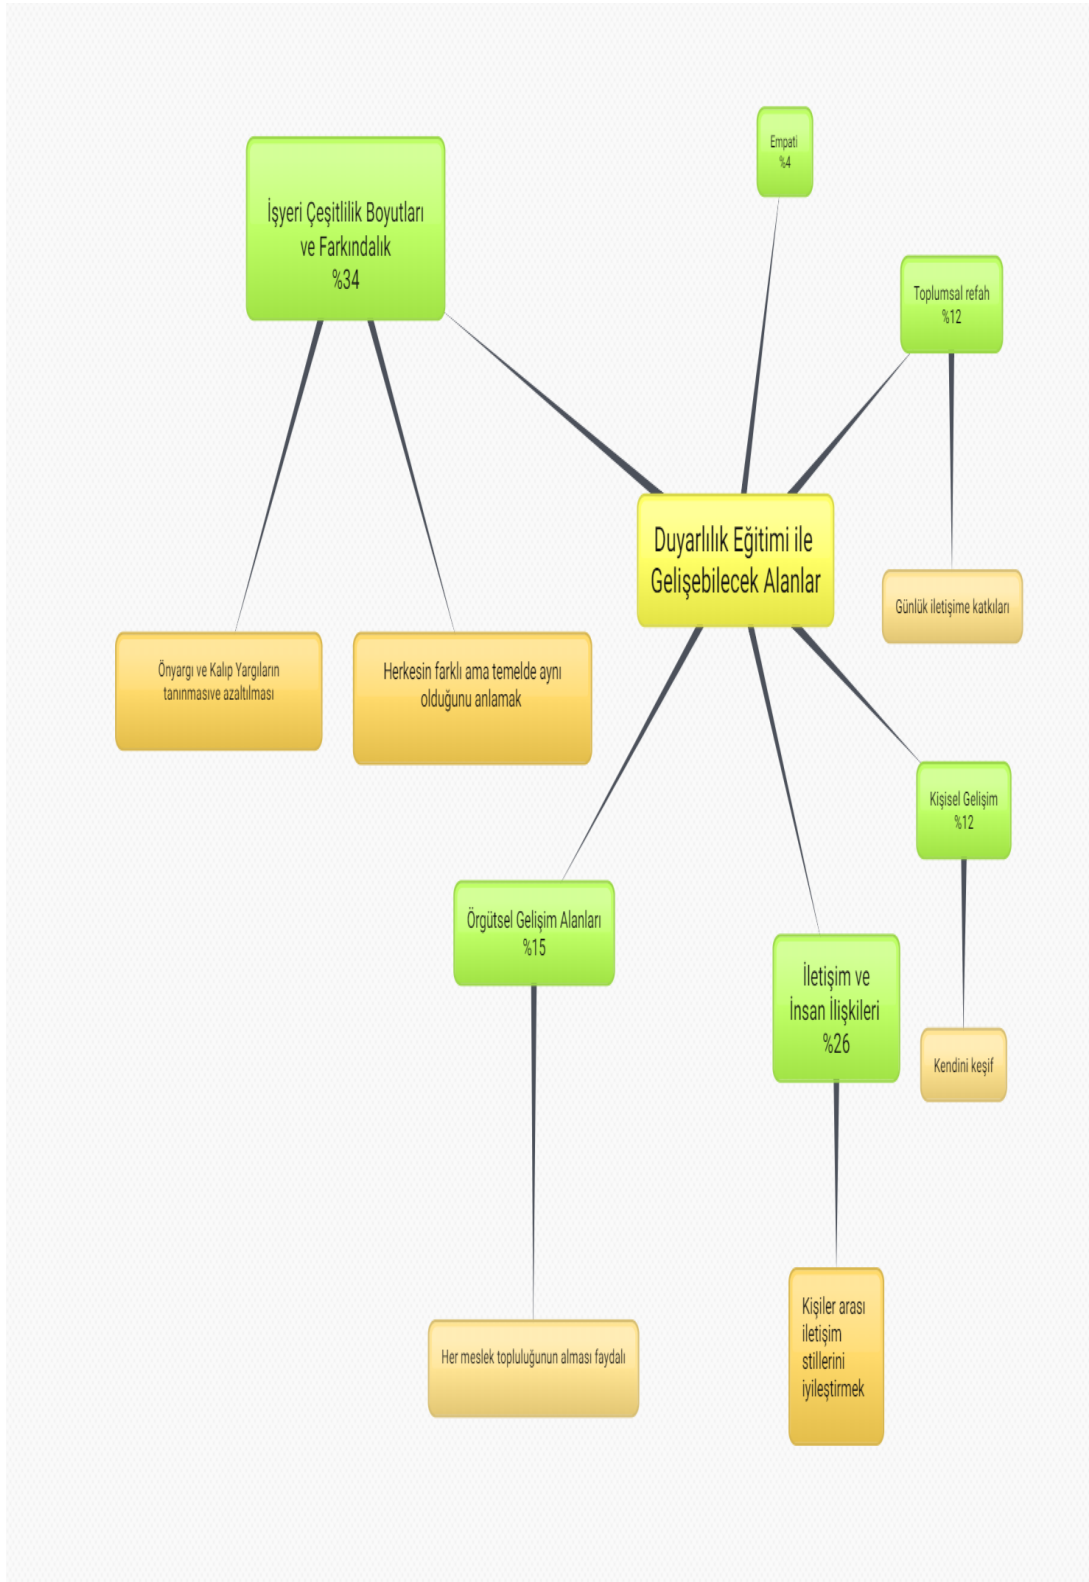 Empati
%4
İşyeri Çeşitlilik Boyutları
ve Farkındalık
%34
Toplumsal refah
%12
Duyarlılık Eğitimi ile
Gelişebilecek Alanlar
Günlük iletişime katkıları
Önyargı ve Kalıp Yargıların
tanınmasıve azaltılması
Herkesin farklı ama temelde aynı
olduğunu anlamak
Kişisel Gelişim
%12
Örgütsel Gelişim Alanları
%15
İletişim ve
İnsan İlişkileri
%26
Kendini keşif
Kişiler arası
iletişim
stillerini
iyileştirmek
Her meslek topluluğunun alması faydalı